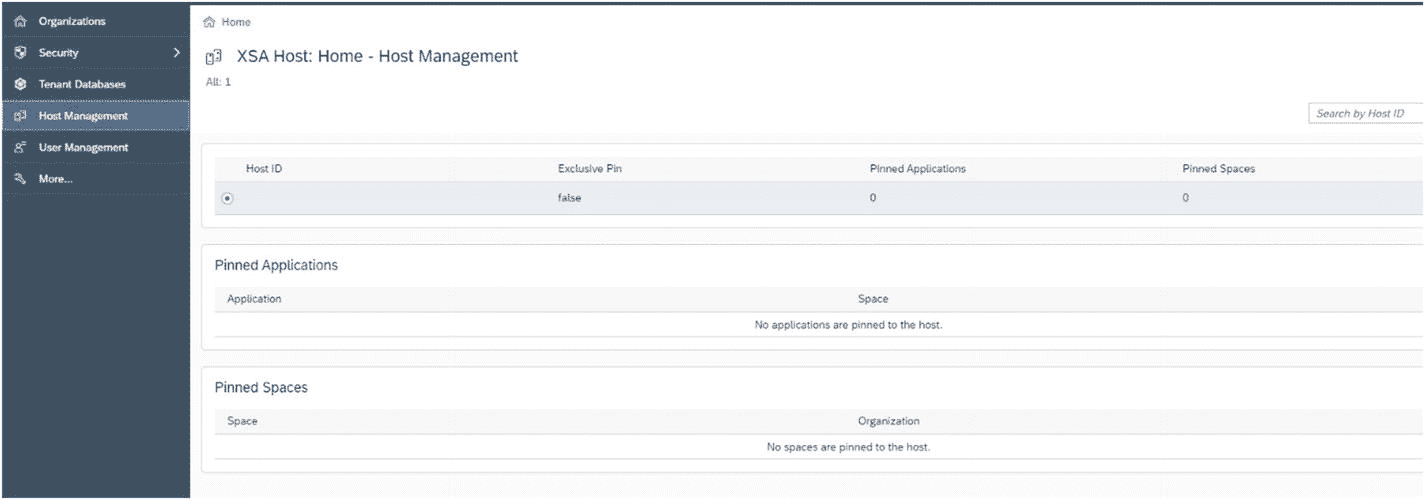 Organizations
Security
Tenant Databases
Host Management
User Management
More...
Home
XSA Host: Home - Host Management
All: 1
Search by Host ID
Host ID Exclusive Pin Pinned Applications Pinned Spaces
false 0 0
Pinned Applications
Application Space
No applications are pinned to the host.
Pinned Spaces
Space Organization
No spaces are pinned to the host.